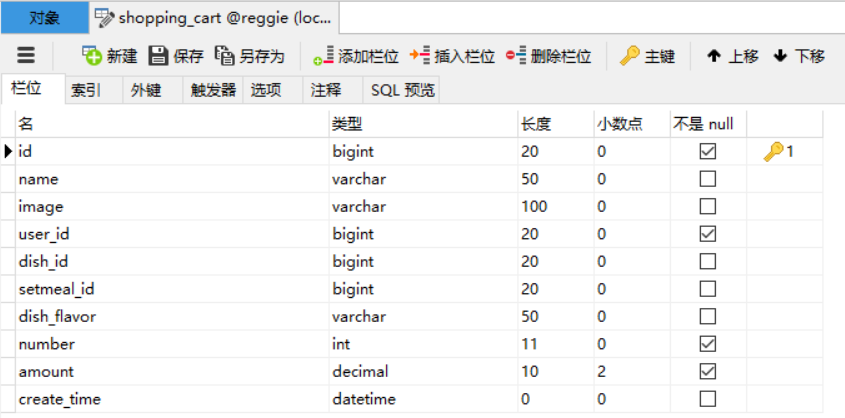 对象 shopping_cart @reggie (loc...
新建 保存 另存为 添加栏位 插入栏位 删除栏位 主键 上移 下移
栏位 索引 外键 触发器 选项 注释 SQL 预览
名 类型 长度 小数点 不是 null
id bigint 20 0 1
name varchar 50 0
image varchar 100 0
user_id bigint 20 0
dish_id bigint 20 0
setmeal_id bigint 20 0
dish_flavor varchar 50 0
number int 11 0
amount decimal 10 2
create_time datetime 0 0